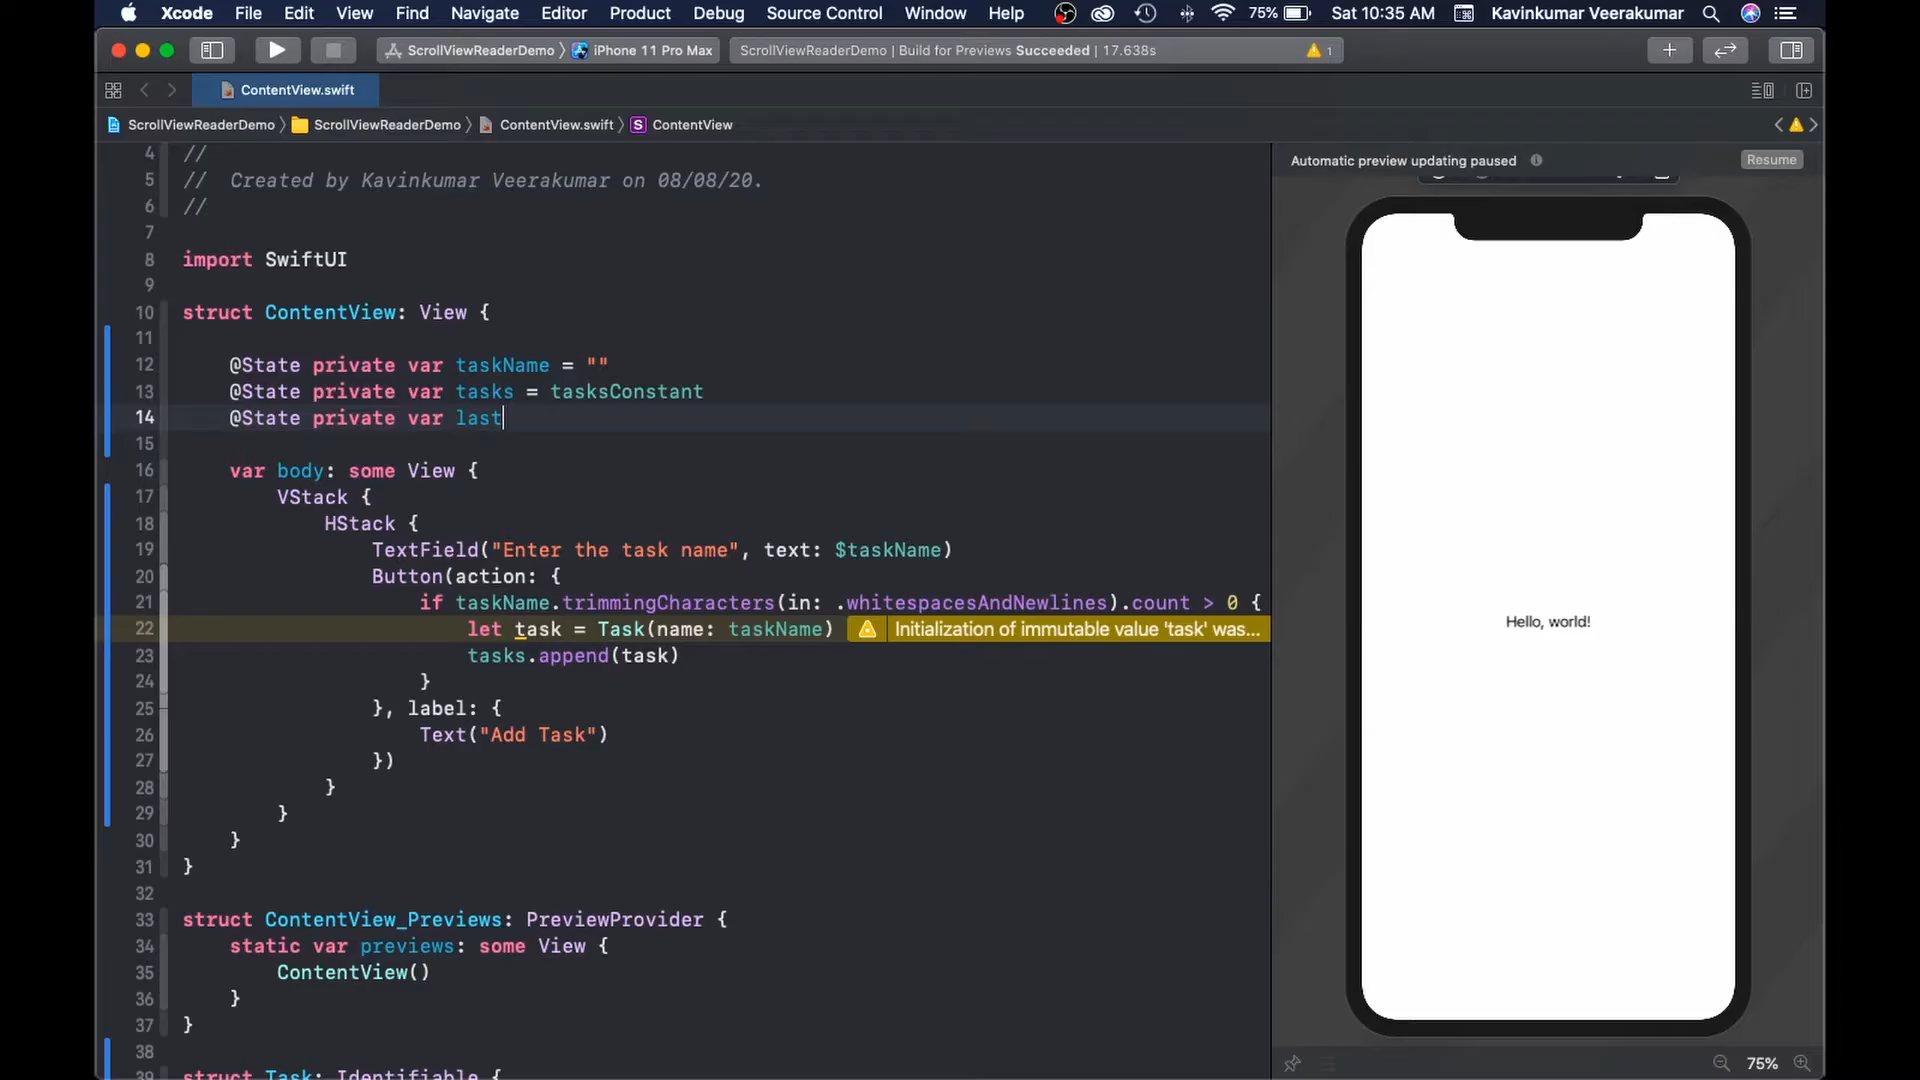 Xcode File Edit View Find Navigate Editor Product Debug Source Control Window Help 75% Sat 10:35 AM Kavinkumar Veerakumar
ScrollViewReaderDemo iPhone 11 Pro Max ScrollViewReaderDemo | Build for Previews Succeeded | 17.638s 1
ContentView.swift
ScrollViewReaderDemo ScrollViewReaderDemo ContentView.swift S ContentView
Automatic preview updating paused Resume
4 //
5 // Created by Kavinkumar Veerakumar on 08/08/20.
6 //
7
8 import SwiftUI
9
10 struct ContentView: View {
11
12 @State private var taskName = ""
13 @State private var tasks = tasksConstant
14 @State private var last
15
16 var body: some View {
17 VStack {
18 HStack {
19 TextField("Enter the task name", text: $taskName)
20 Button(action: {
21 if taskName.trimmingCharacters(in: .whitespacesAndNewlines).count > 0 {
22 let task = Task(name: taskName) Initialization of immutable value 'task' was...
23 tasks.append(task)
24 }
25 }, label: {
26 Text("Add Task")
27 })
28 }
29 }
30 }
31 }
32
33 struct ContentView_Previews: PreviewProvider {
34 static var previews: some View {
35 ContentView()
36 }
37 }
38
39 struct Task: Identifiable {
Hello, world!
75%